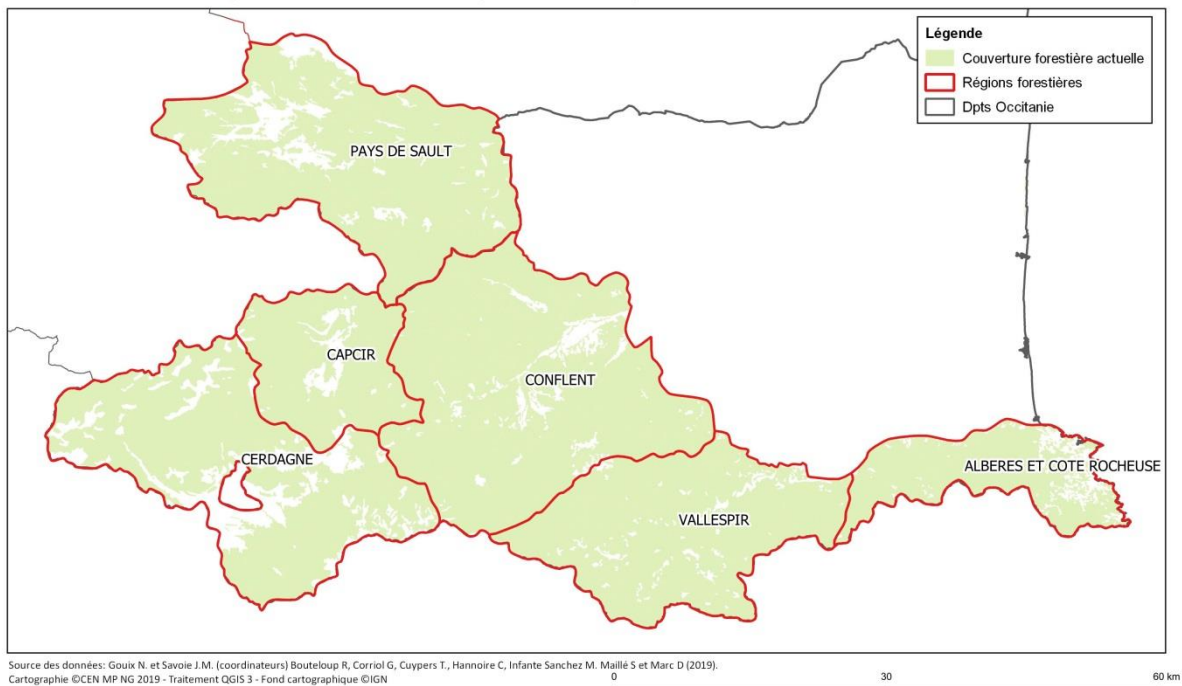 Légende
Couverture forestière actuelle
Régions forestières
Dpts Occitanie
PAYS DE SAULT
CAPCIR
CONFLENT
CERDAGNE
ALBERES ET COTE ROCHEUSE
VALLESPIR
Source des données: Gouix N. et Savoie J.M. (coordinateurs) Bouteloup R, Corriol G, Cuypers T., Hannoire C, Infante Sanchez M. Maillé S et Marc D (2019).
Cartographie ©CEN MP NG 2019 - Traitement QGIS 3 - Fond cartographique ©IGN
0 30 60 km